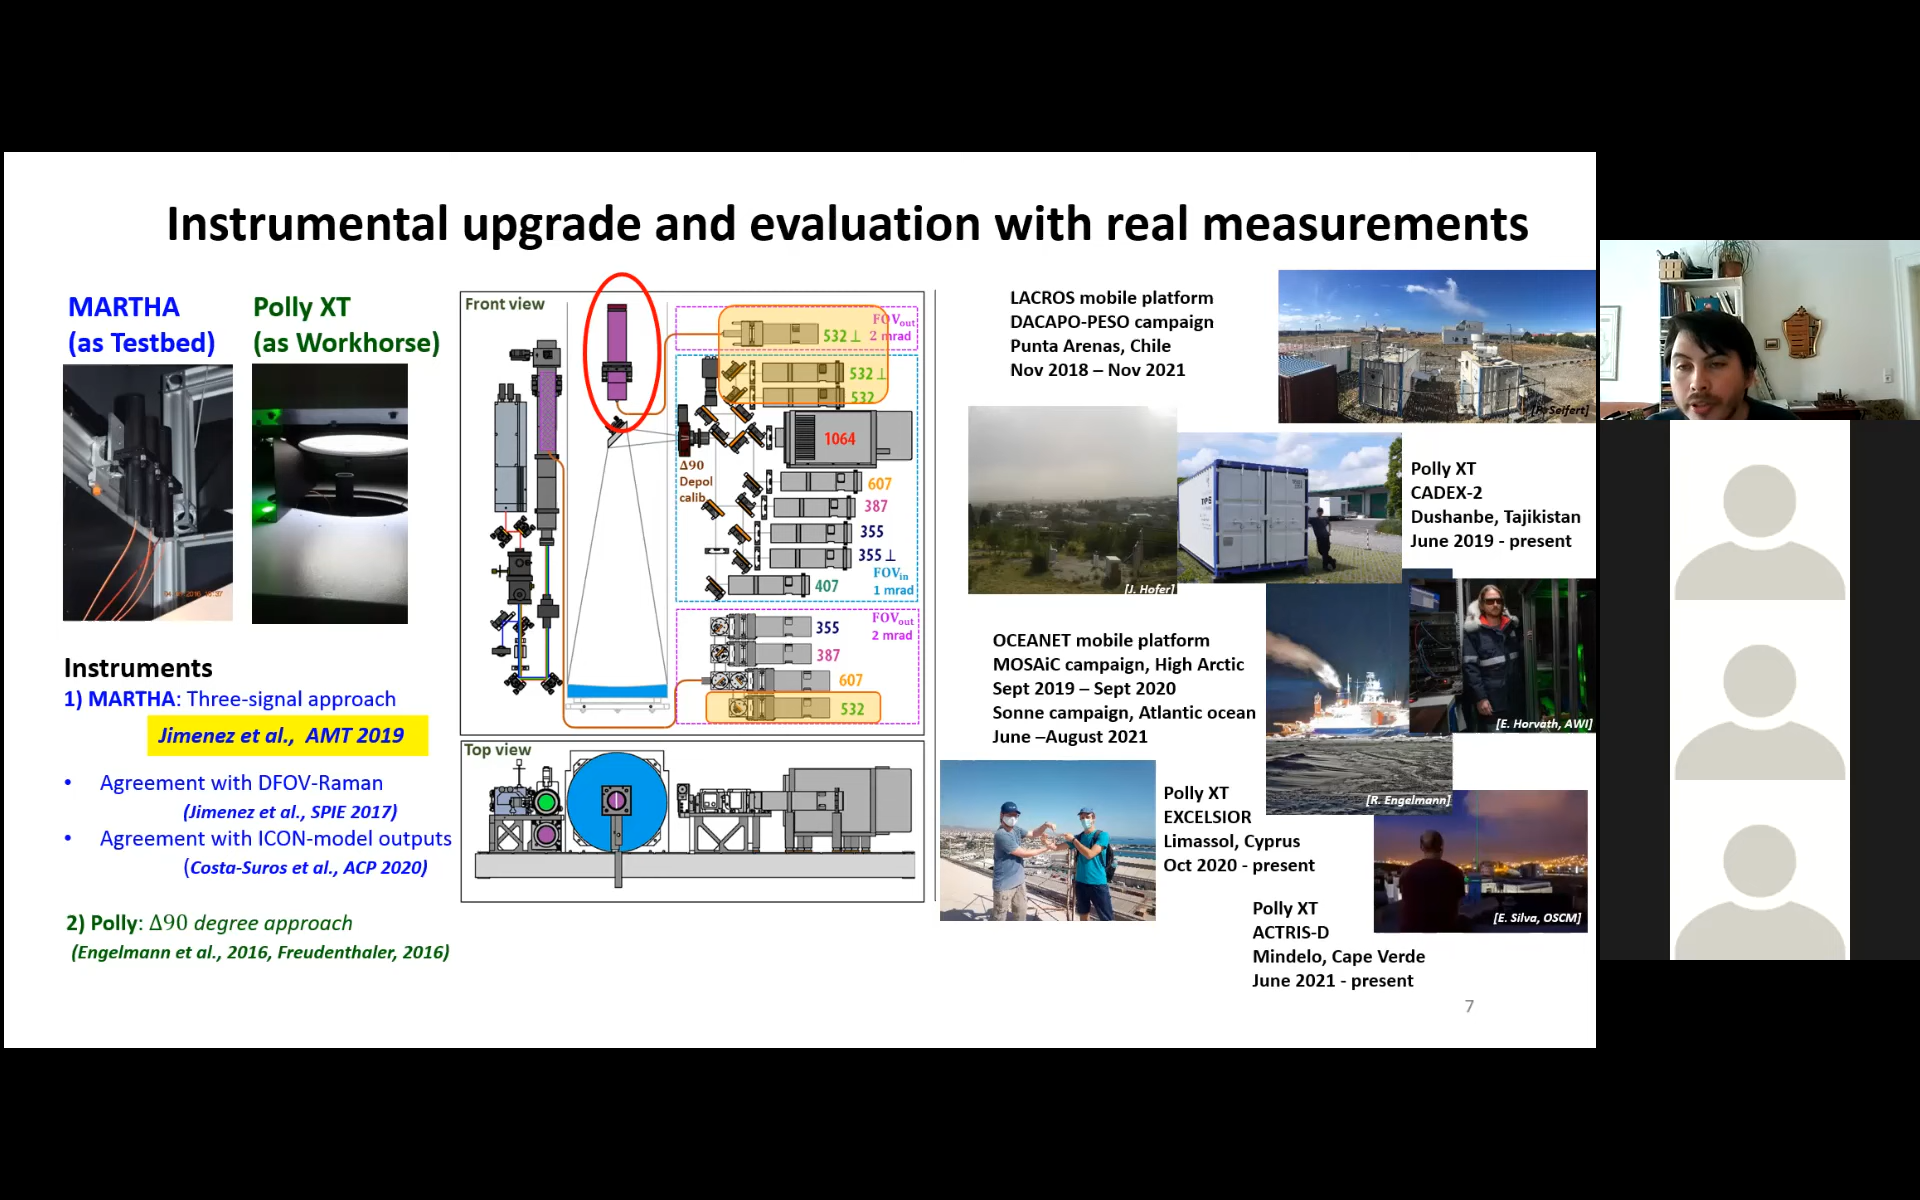 Instrumental upgrade and evaluation with real measurements
MARTHA
(as Testbed)
Polly XT
(as Workhorse)
Instruments
1) MARTHA: Three-signal approach
Jimenez et al., AMT 2019
• Agreement with DFOV-Raman
(Jimenez et al., SPIE 2017)
• Agreement with ICON-model outputs
(Costa-Suros et al., ACP 2020)
2) Polly: Δ90 degree approach
(Engelmann et al., 2016, Freudenthaler, 2016)
Front view
FOVout
2 mrad
532 ⊥
532 ⊥
532
1064
Δ90
Depol
calib.
607
387
355
355 ⊥
407
FOVin
1 mrad
FOVout
2 mrad
355
387
607
532
Top view
LACROS mobile platform
DACAPO-PESO campaign
Punta Arenas, Chile
Nov 2018 – Nov 2021
[P. Seifert]
[J. Hofer]
Polly XT
CADEX-2
Dushanbe, Tajikistan
June 2019 - present
OCEANET mobile platform
MOSAiC campaign, High Arctic
Sept 2019 – Sept 2020
Sonne campaign, Atlantic ocean
June –August 2021
[E. Horvath, AWI]
[R. Engelmann]
Polly XT
EXCELSIOR
Limassol, Cyprus
Oct 2020 - present
[E. Silva, OSCM]
Polly XT
ACTRIS-D
Mindelo, Cape Verde
June 2021 - present
7